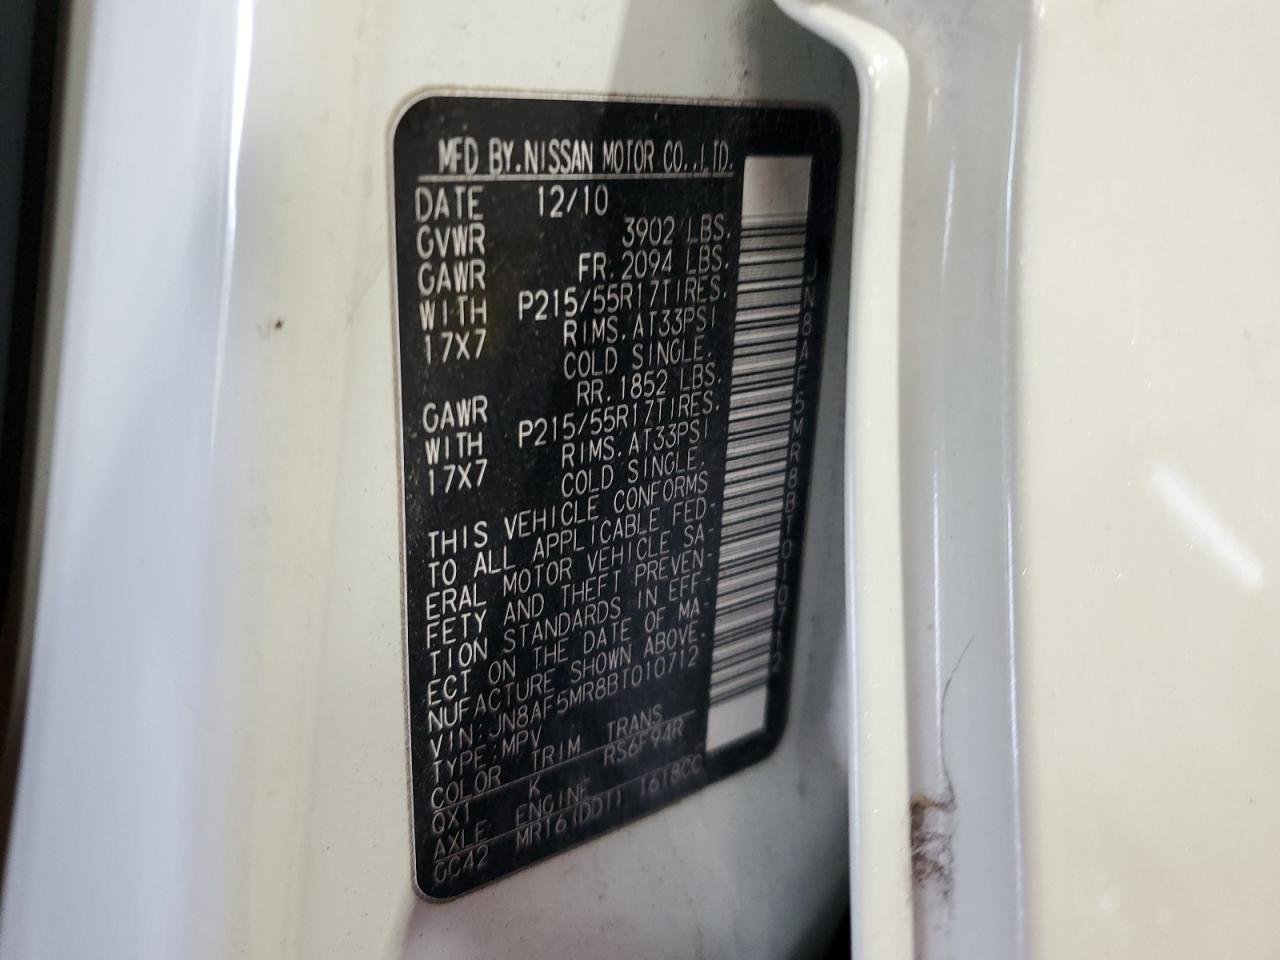 MFD BY.NISSAN MOTOR CO.,LTD.
DATE 12/10
GVWR 3902 LBS.
GAWR FR. 2094 LBS.
WITH P215/55R17TIRES.
17X7 RIMS. AT33PSI
COLD SINGLE.
GAWR RR. 1852 LBS.
WITH P215/55R17TIRES.
17X7 RIMS. AT33PSI
COLD SINGLE.
THIS VEHICLE CONFORMS
TO ALL APPLICABLE FED-
ERAL MOTOR VEHICLE SA-
FETY AND THEFT PREVEN-
TION STANDARDS IN EFF-
ECT ON THE DATE OF MA-
NUFACTURE SHOWN ABOVE.
VIN:JN8AF5MR8BT010712
TYPE:MPV
COLOR TRIM TRANS
QX1 K RS6F94R
AXLE ENGINE
GC42 MR16(DDT) 1618CC
JN8AF5MR8BT010712